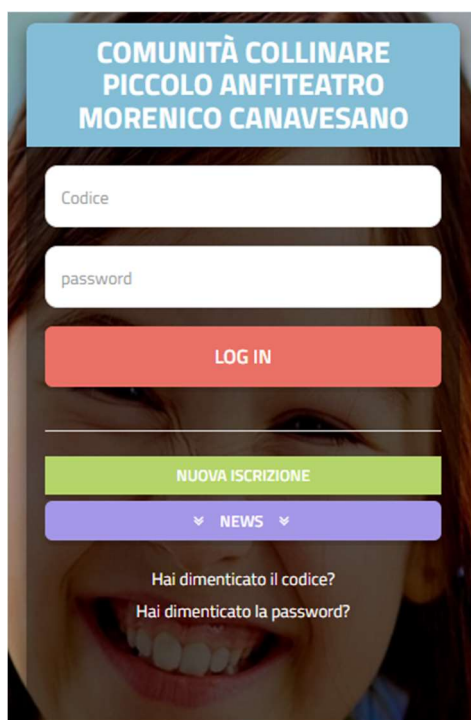 COMUNITÀ COLLINARE
PICCOLO ANFITEATRO
MORENICO CANAVESANO
Codice
password
LOG IN
NUOVA ISCRIZIONE
NEWS
Hai dimenticato il codice?
Hai dimenticato la password?